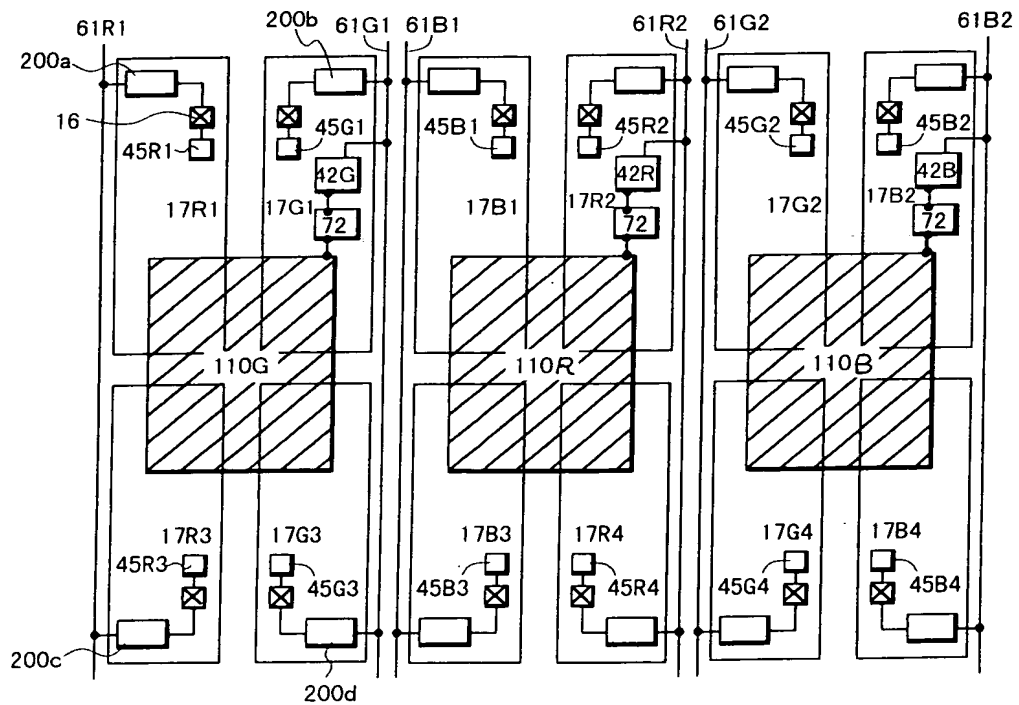 61R1 200b 61G1 61B1 61R2 61G2 61B2
200a
16
45R1 45G1 45B1 45R2 45G2 45B2
42G 42R 42B
17R1 17G1 17B1 17R2 17G2 17B2
72 72 72
110G 110R 110B
17R3 17G3 17B3 17R4 17G4 17B4
45R3 45G3 45B3 45R4 45G4 45B4
200c
200d